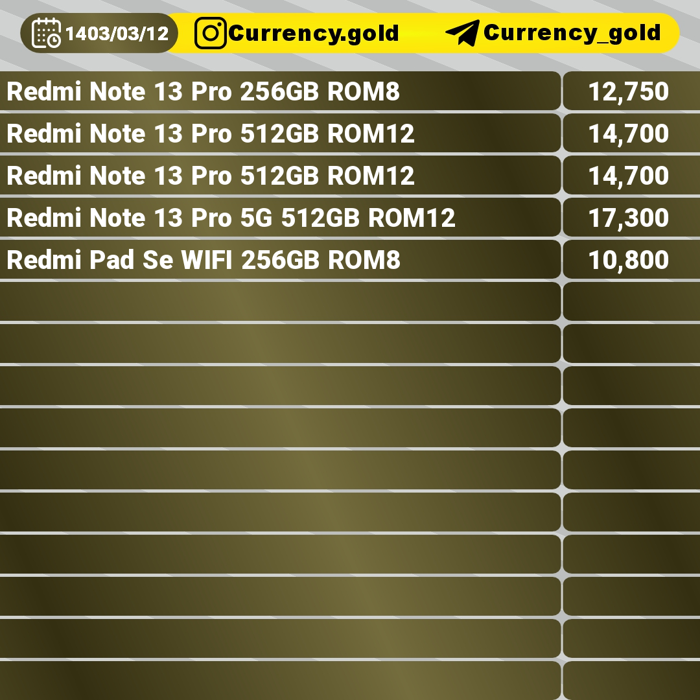 1403/03/12 Currency.gold Currency_gold
Redmi Note 13 Pro 256GB ROM8 12,750
Redmi Note 13 Pro 512GB ROM12 14,700
Redmi Note 13 Pro 512GB ROM12 14,700
Redmi Note 13 Pro 5G 512GB ROM12 17,300
Redmi Pad Se WIFI 256GB ROM8 10,800